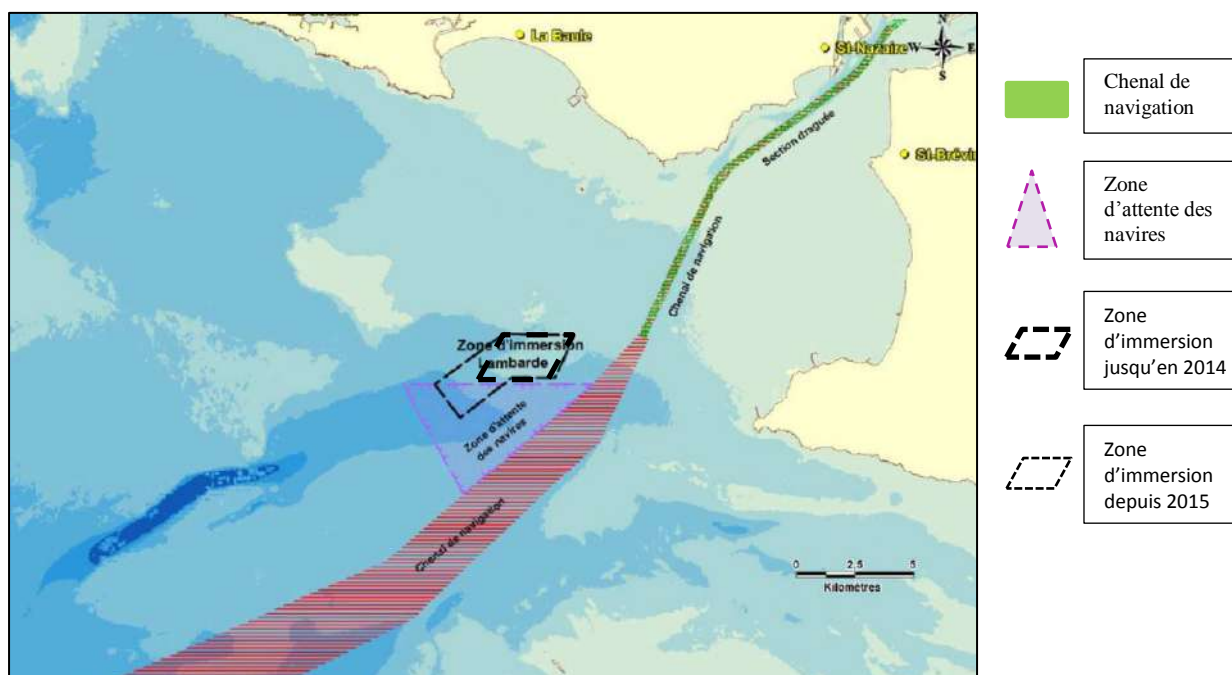 La Baule
St-Nazaire
N
W
E
S
St-Brévin
Section draguée
Chenal de navigation
Zone d'immersion
Lambarde
Zone d'attente
des navires
Chenal de navigation
0 2,5 5
Kilomètres
Chenal de
navigation
Zone
d'attente des
navires
Zone
d'immersion
jusqu'en 2014
Zone
d'immersion
depuis 2015